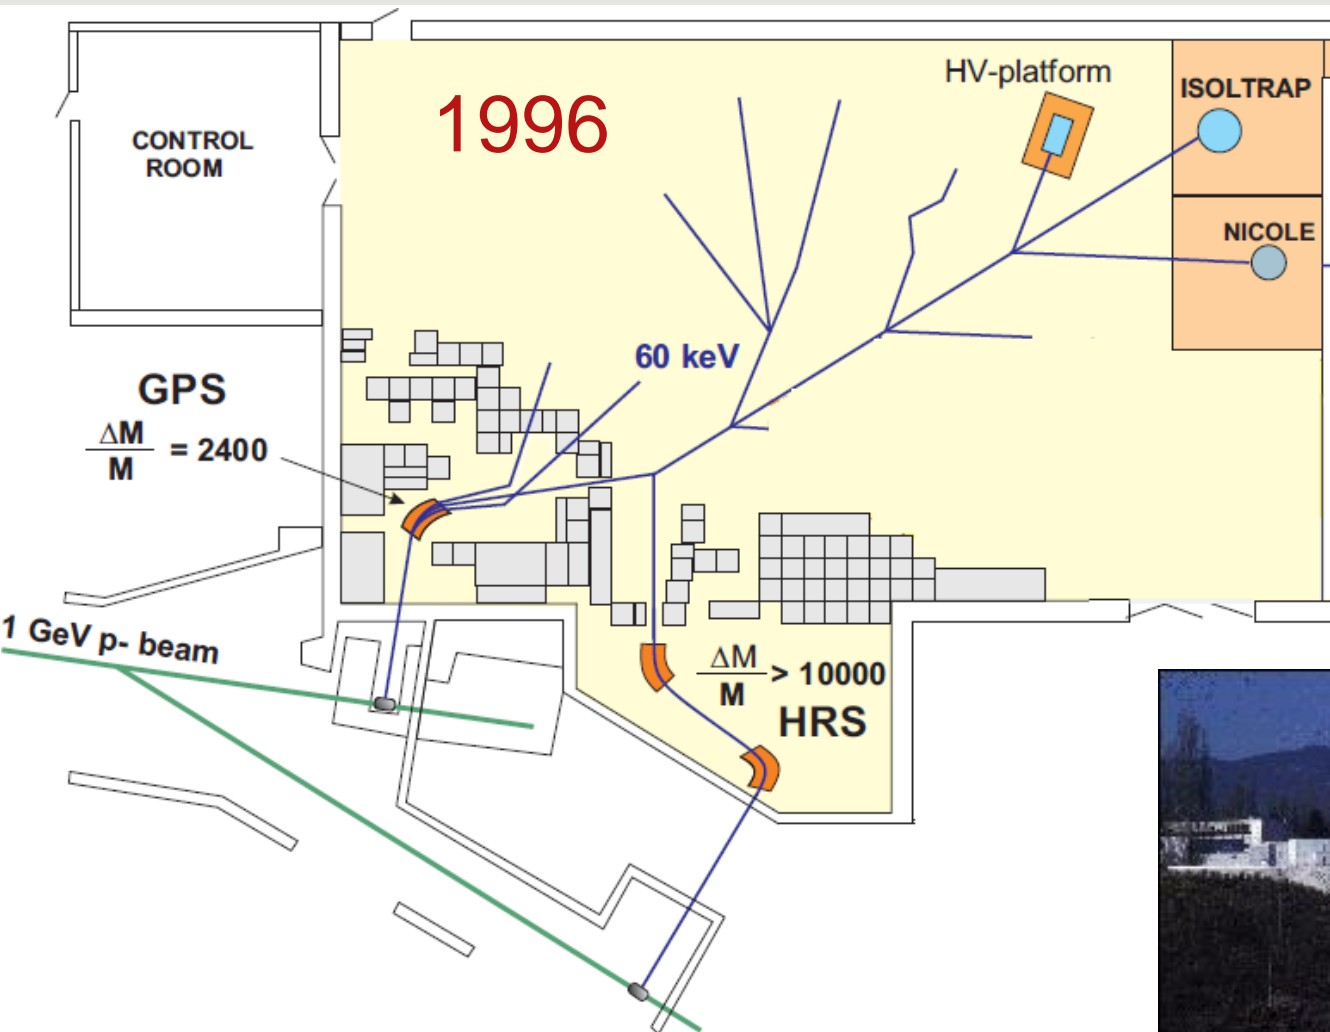 1996
HV-platform
ISOLTRAP
CONTROL
ROOM
NICOLE
60 keV
GPS
ΔM
M
= 2400
1 GeV p- beam
ΔM
M
> 10000
HRS